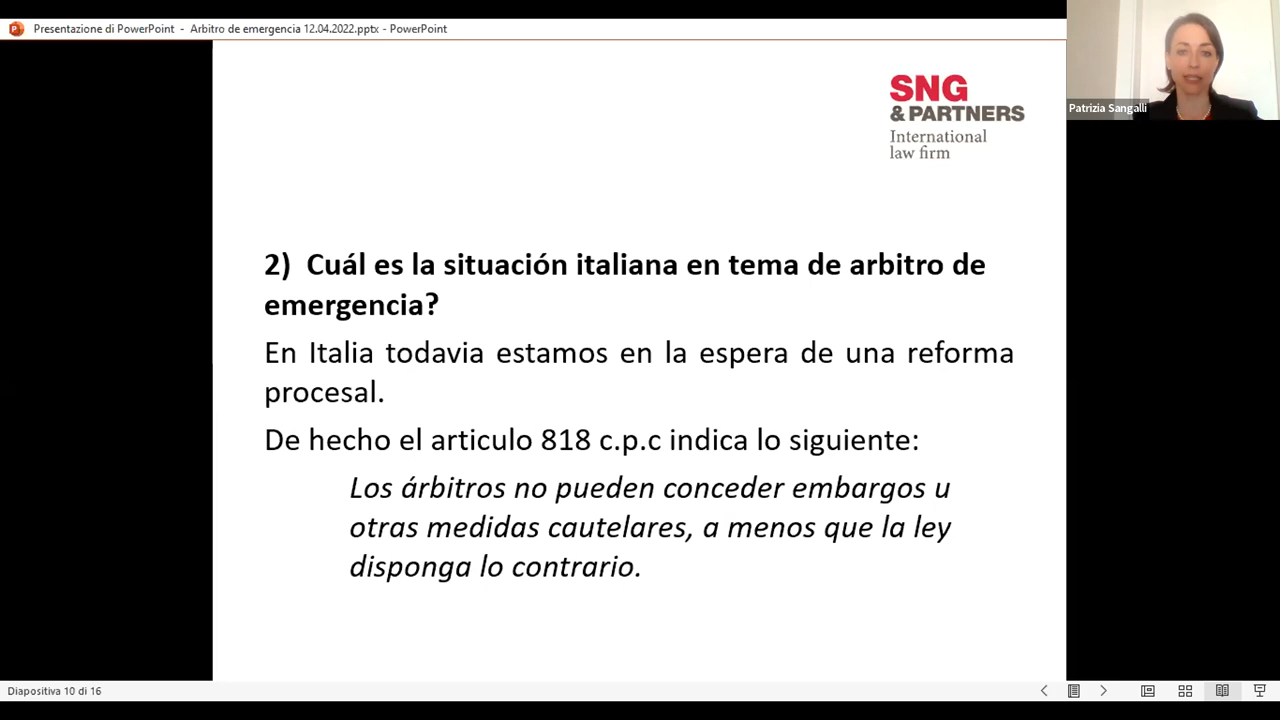 Presentazione di PowerPoint - Arbitro de emergencia 12.04.2022.pptx - PowerPoint
Patrizia Sangalli
SNG
& PARTNERS
International
law firm
2) Cuál es la situación italiana en tema de arbitro de
emergencia?
En Italia todavia estamos en la espera de una reforma
procesal.
De hecho el articulo 818 c.p.c indica lo siguiente:
Los árbitros no pueden conceder embargos u
otras medidas cautelares, a menos que la ley
disponga lo contrario.
Diapositiva 10 di 16